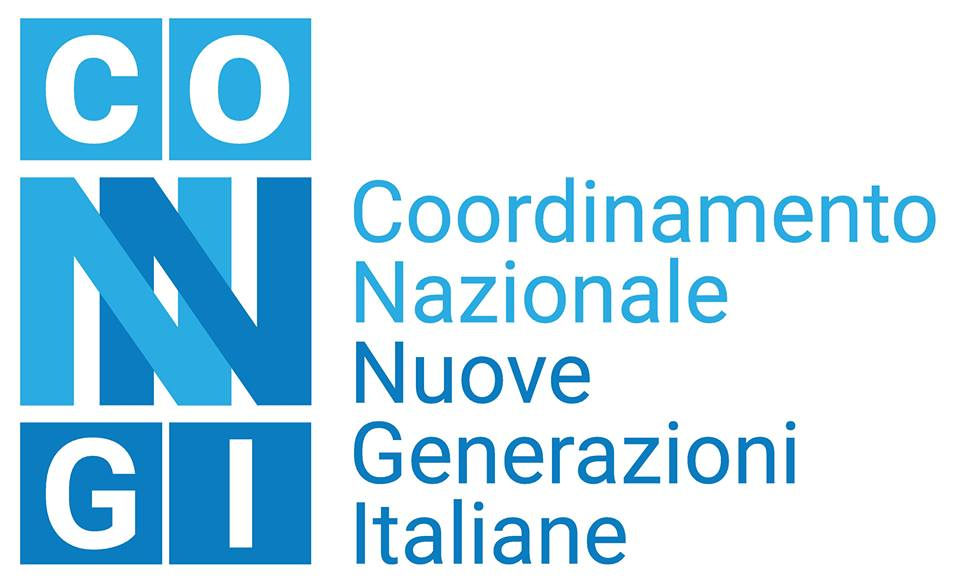 CO
NN
GI
Coordinamento
Nazionale
Nuove
Generazioni
Italiane